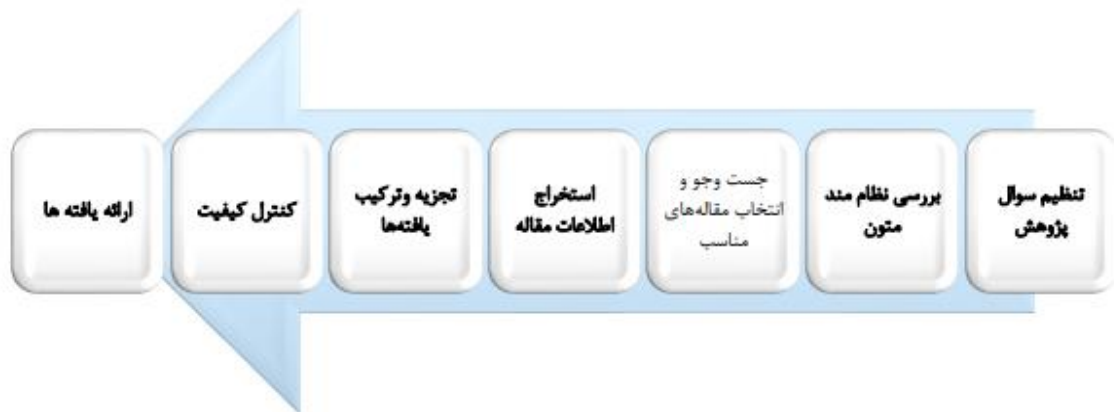 تنظیم سوال
پژوهش
بررسی نظام مند
متون
جست وجو و
انتخاب مقاله‌های
مناسب
استخراج
اطلاعات مقاله
تجزیه وترکیب
یافته‌ها
کنترل کیفیت
ارائه یافته ها